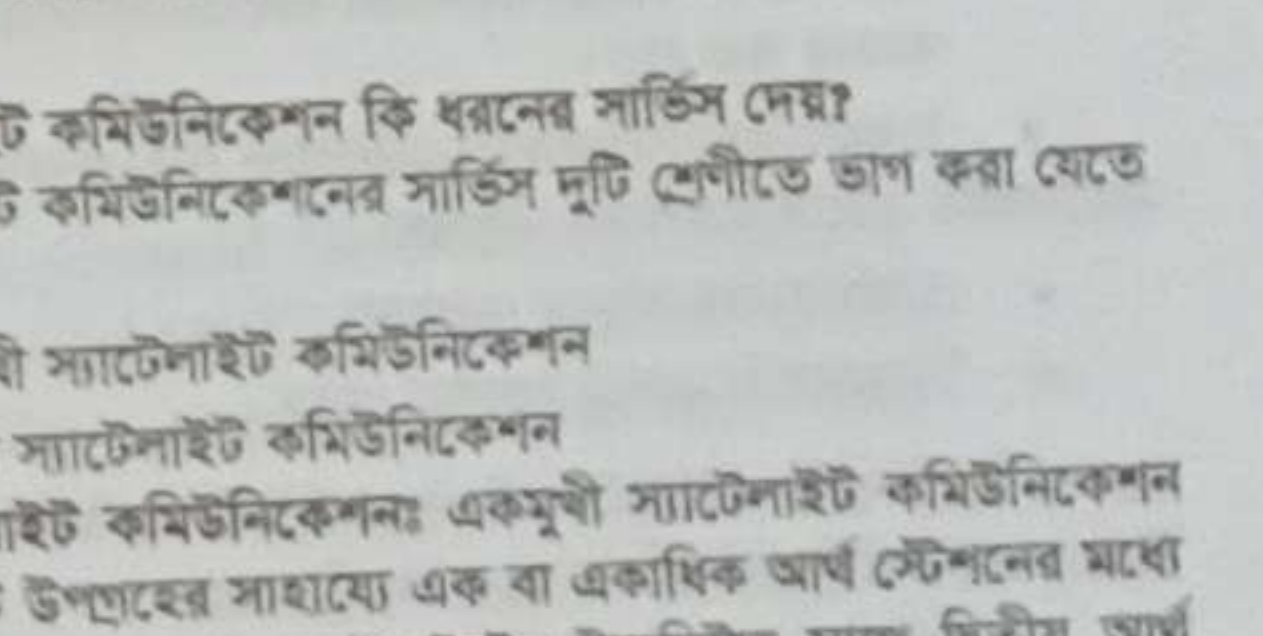 কমিউনিকেশন কি ধরনের সার্ভিস দেয়?
কমিউনিকেশনের সার্ভিস দুটি শ্রেণীতে ভাগ করা যেতে
স্যাটেলাইট কমিউনিকেশন
স্যাটেলাইট কমিউনিকেশন
কমিউনিকেশনঃ একমুখী স্যাটেলাইট কমিউনিকেশন
উপগ্রহের সাহায্যে এক বা একাধিক আর্থ স্টেশনের মধ্যে